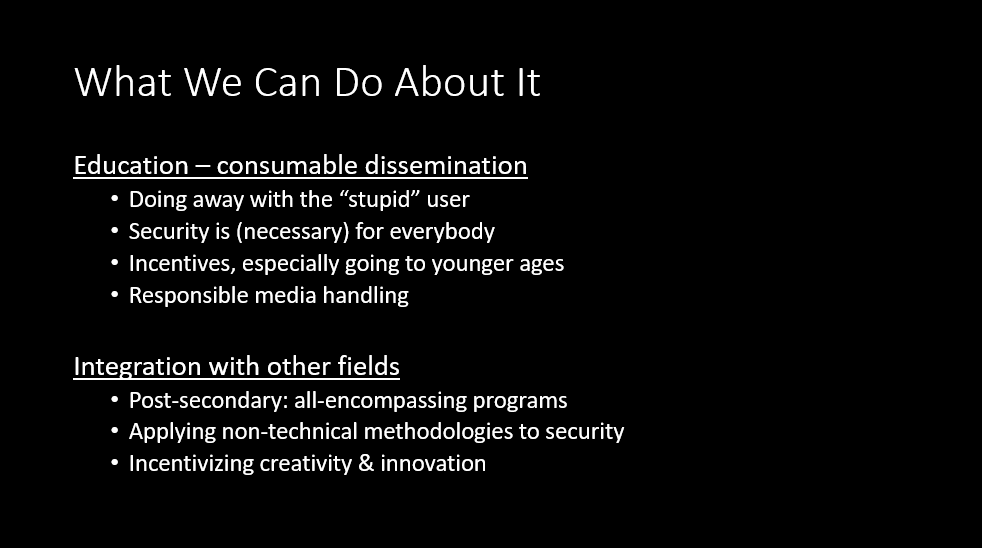 What We Can Do About It
Education – consumable dissemination
• Doing away with the “stupid” user
• Security is (necessary) for everybody
• Incentives, especially going to younger ages
• Responsible media handling
Integration with other fields
• Post-secondary: all-encompassing programs
• Applying non-technical methodologies to security
• Incentivizing creativity & innovation